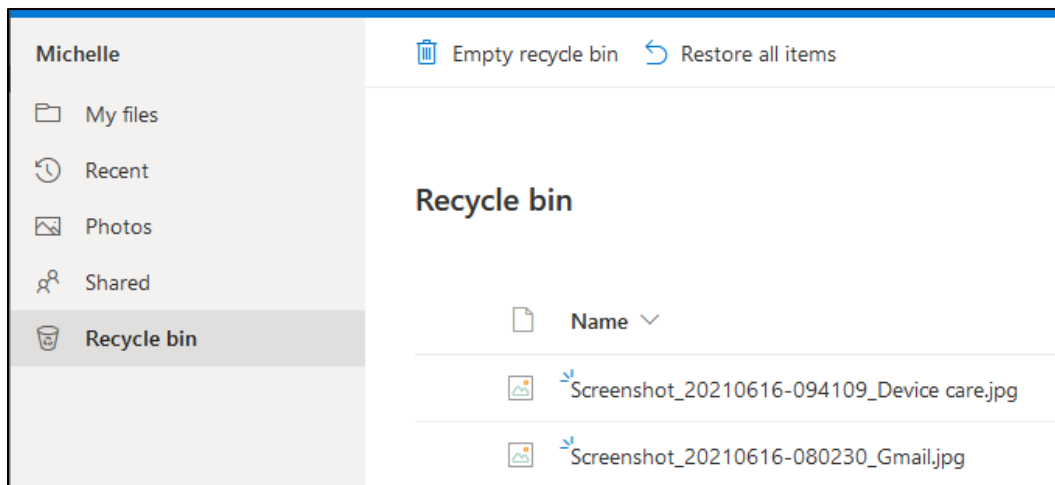 Michelle
My files
Recent
Photos
Shared
Recycle bin
Empty recycle bin Restore all items
Recycle bin
Name
Screenshot_20210616-094109_Device care.jpg
Screenshot_20210616-080230_Gmail.jpg